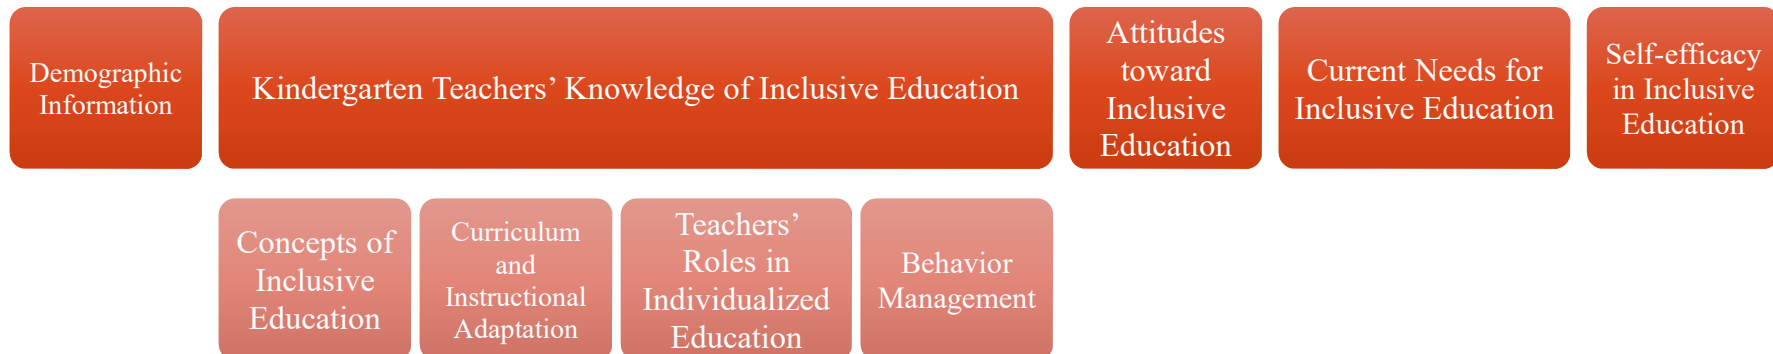 Demographic
Information
Kindergarten Teachers’ Knowledge of Inclusive Education
Attitudes
toward
Inclusive
Education
Current Needs for
Inclusive Education
Self-efficacy
in Inclusive
Education
Concepts of
Inclusive
Education
Curriculum
and
Instructional
Adaptation
Teachers’
Roles in
Individualized
Education
Behavior
Management